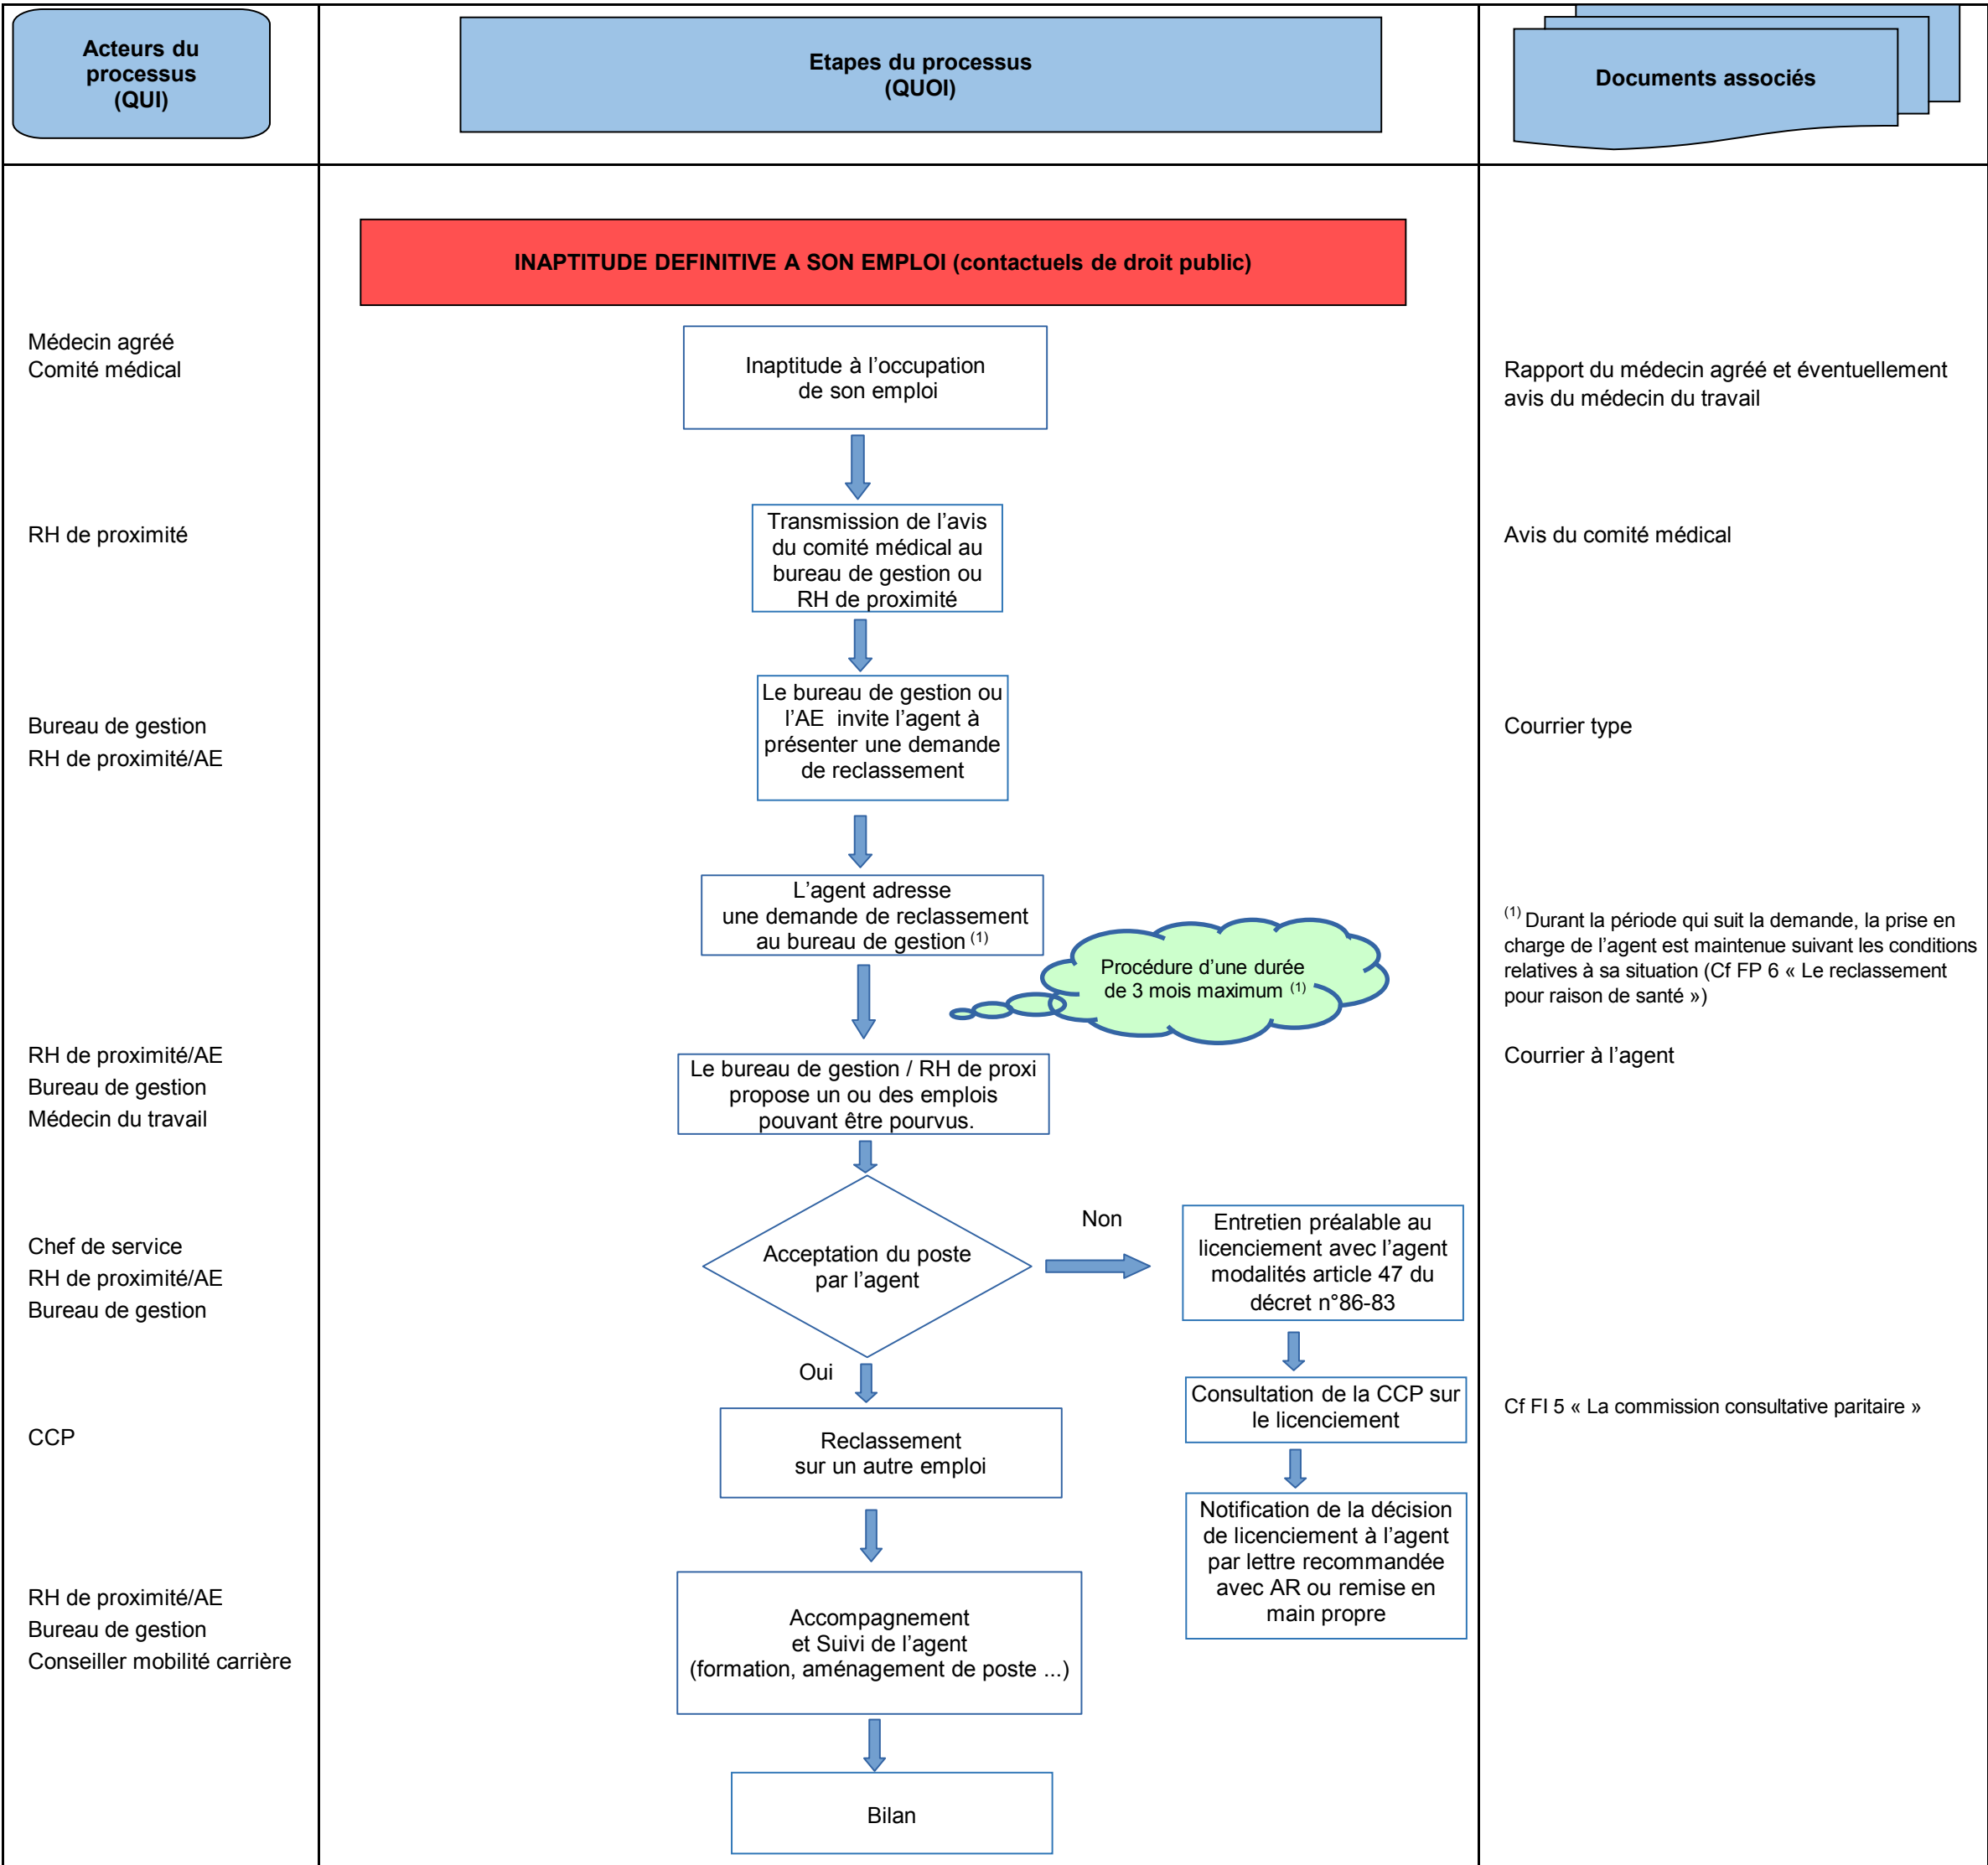 Acteurs du
processus
(QUI)
Etapes du processus
(QUOI)
Documents associés
INAPTITUDE DEFINITIVE A SON EMPLOI (contactuels de droit public)
Médecin agréé
Comité médical
Inaptitude à l’occupation
de son emploi
Rapport du médecin agréé et éventuellement
avis du médecin du travail
RH de proximité
Transmission de l’avis
du comité médical au
bureau de gestion ou
RH de proximité
Avis du comité médical
Bureau de gestion
RH de proximité/AE
Le bureau de gestion ou
l’AE invite l’agent à
présenter une demande
de reclassement
Courrier type
L’agent adresse
une demande de reclassement
au bureau de gestion (1)
Procédure d’une durée
de 3 mois maximum (1)
(1) Durant la période qui suit la demande, la prise en
charge de l’agent est maintenue suivant les conditions
relatives à sa situation (Cf FP 6 « Le reclassement
pour raison de santé »)
RH de proximité/AE
Bureau de gestion
Médecin du travail
Le bureau de gestion / RH de proxi
propose un ou des emplois
pouvant être pourvus.
Courrier à l’agent
Chef de service
RH de proximité/AE
Bureau de gestion
Acceptation du poste
par l’agent
Non
Entretien préalable au
licenciement avec l’agent
modalités article 47 du
décret n°86-83
Oui
Consultation de la CCP sur
le licenciement
Cf FI 5 « La commission consultative paritaire »
CCP
Reclassement
sur un autre emploi
Notification de la décision
de licenciement à l’agent
par lettre recommandée
avec AR ou remise en
main propre
RH de proximité/AE
Bureau de gestion
Conseiller mobilité carrière
Accompagnement
et Suivi de l’agent
(formation, aménagement de poste ...)
Bilan